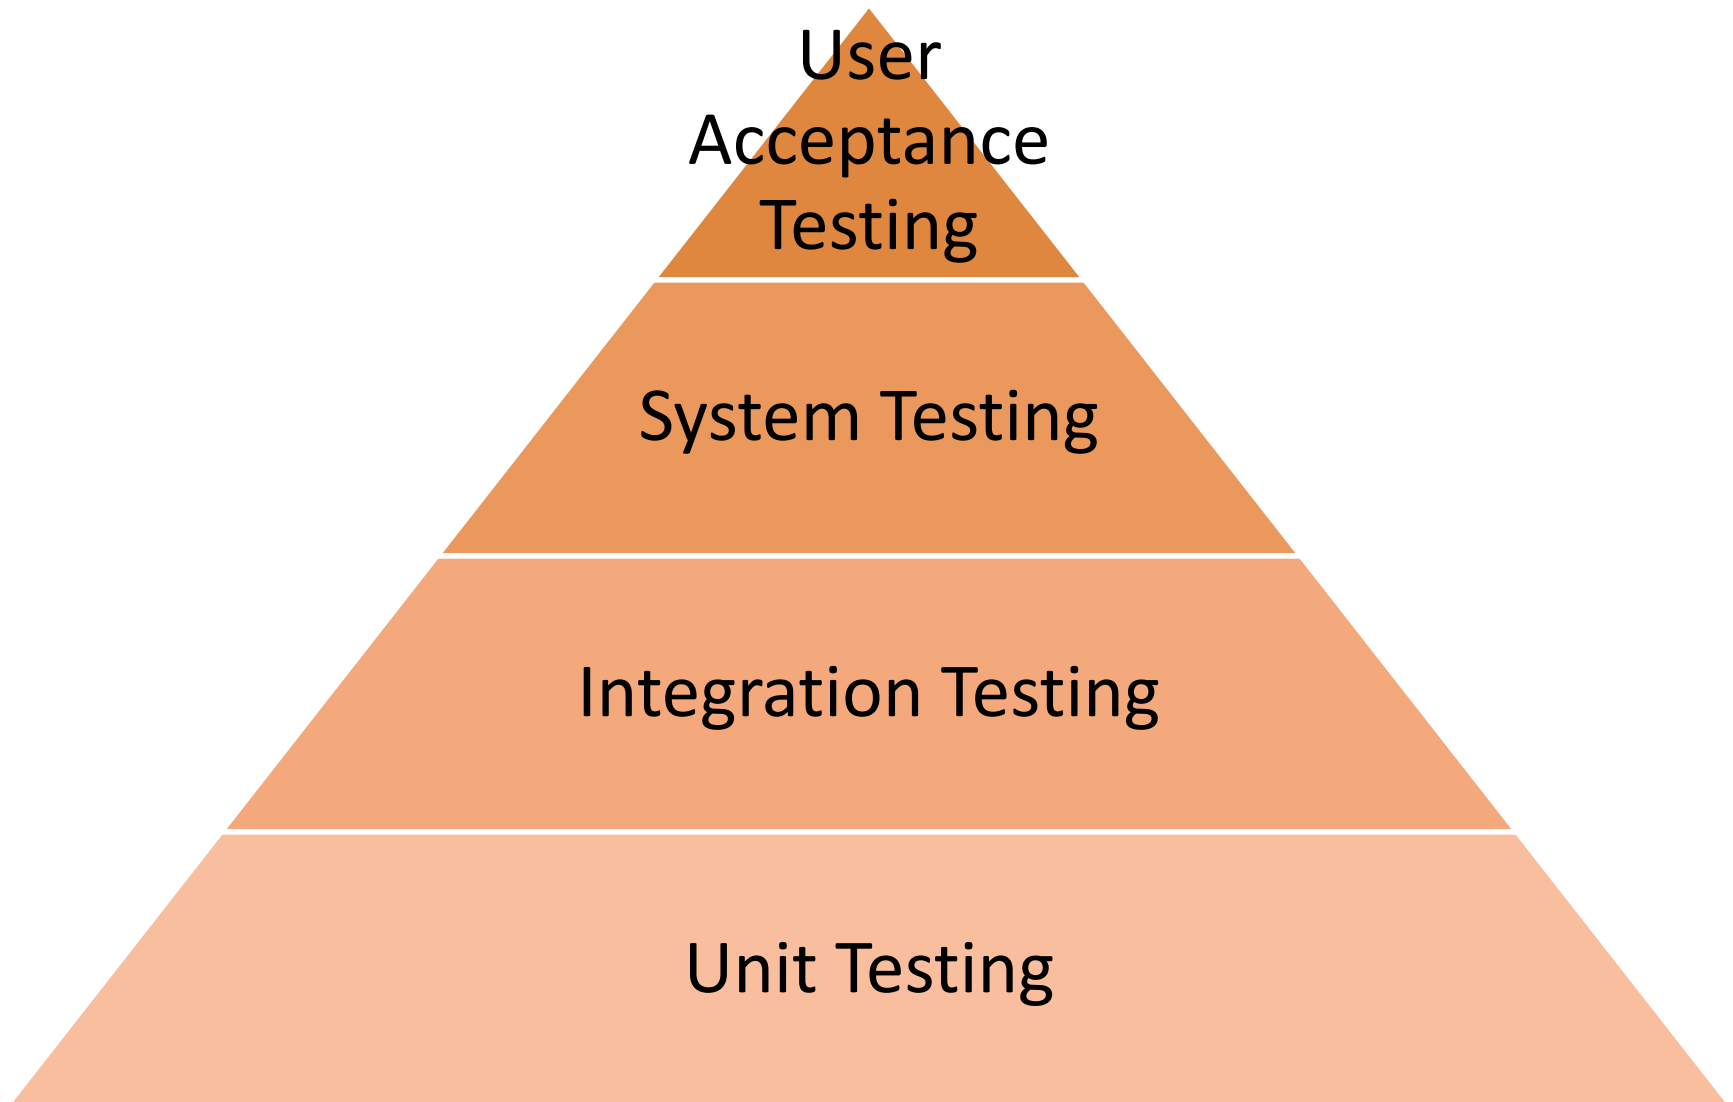 User
Acceptance
Testing
System Testing
Integration Testing
Unit Testing